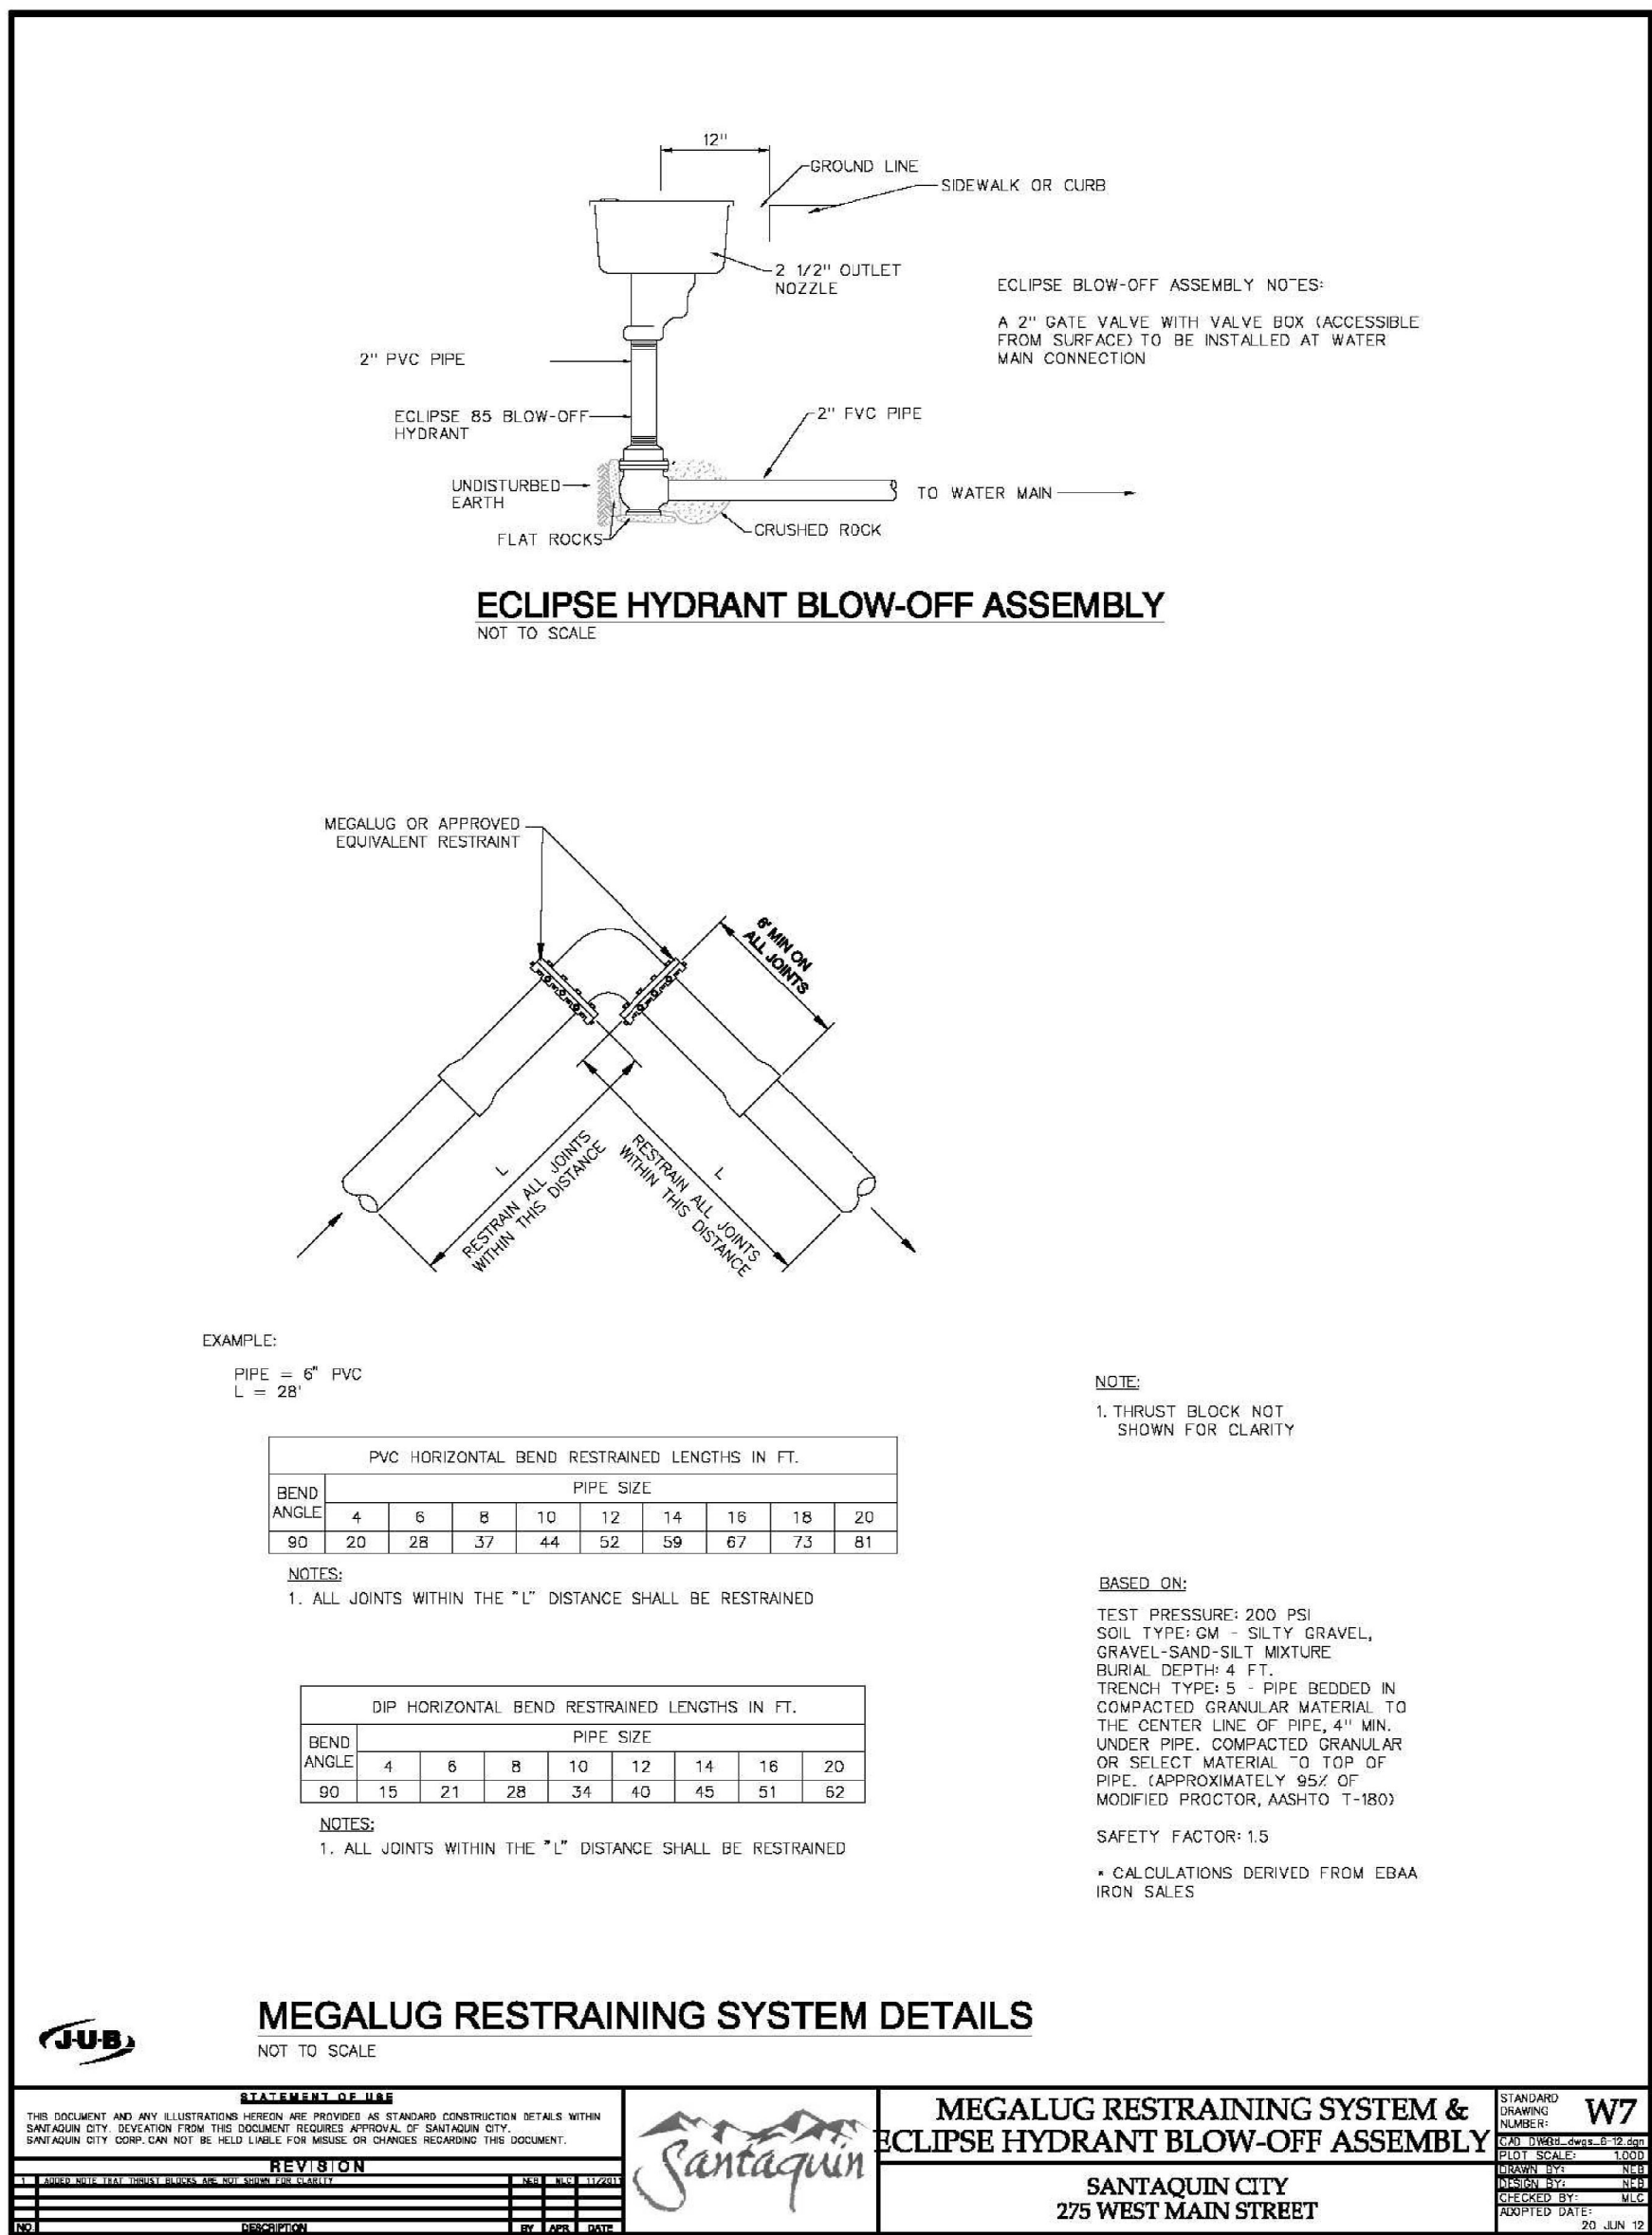 12"
GROUND LINE
SIDEWALK OR CURB
2 1/2" OUTLET
NOZZLE
ECLIPSE BLOW-OFF ASSEMBLY NOTES:
A 2" GATE VALVE WITH VALVE BOX (ACCESSIBLE
FROM SURFACE) TO BE INSTALLED AT WATER
MAIN CONNECTION
2" PVC PIPE
ECLIPSE 85 BLOW-OFF
HYDRANT
2" PVC PIPE
UNDISTURBED
EARTH
TO WATER MAIN
FLAT ROCKS
CRUSHED ROCK
ECLIPSE HYDRANT BLOW-OFF ASSEMBLY
NOT TO SCALE
MEGALUG OR APPROVED
EQUIVALENT RESTRAINT
6' MIN ON
ALL JOINTS
L
RESTRAIN ALL JOINTS
WITHIN THIS DISTANCE
L
RESTRAIN ALL JOINTS
WITHIN THIS DISTANCE
EXAMPLE:
PIPE = 6" PVC
L = 28'
NOTE:
1. THRUST BLOCK NOT
SHOWN FOR CLARITY
PVC HORIZONTAL BEND RESTRAINED LENGTHS IN FT.
BEND ANGLE PIPE SIZE
4 6 8 10 12 14 16 18 20
90 20 28 37 44 52 59 67 73 81
NOTES:
1. ALL JOINTS WITHIN THE "L" DISTANCE SHALL BE RESTRAINED
DIP HORIZONTAL BEND RESTRAINED LENGTHS IN FT.
BEND ANGLE PIPE SIZE
4 6 8 10 12 14 16 20
90 15 21 28 34 40 45 51 62
NOTES:
1. ALL JOINTS WITHIN THE "L" DISTANCE SHALL BE RESTRAINED
BASED ON:
TEST PRESSURE: 200 PSI
SOIL TYPE: GM - SILTY GRAVEL,
GRAVEL-SAND-SILT MIXTURE
BURIAL DEPTH: 4 FT.
TRENCH TYPE: 5 - PIPE BEDDED IN
COMPACTED GRANULAR MATERIAL TO
THE CENTER LINE OF PIPE, 4" MIN.
UNDER PIPE. COMPACTED GRANULAR
OR SELECT MATERIAL TO TOP OF
PIPE. (APPROXIMATELY 95% OF
MODIFIED PROCTOR, AASHTO T-180)
SAFETY FACTOR: 1.5
* CALCULATIONS DERIVED FROM EBAA
IRON SALES
MEGALUG RESTRAINING SYSTEM DETAILS
NOT TO SCALE
J-U-B
STATEMENT OF USE
THIS DOCUMENT AND ANY ILLUSTRATIONS HEREON ARE PROVIDED AS STANDARD CONSTRUCTION DETAILS WITHIN
SANTAQUIN CITY. DEVEATION FROM THIS DOCUMENT REQUIRES APPROVAL OF SANTAQUIN CITY.
SANTAQUIN CITY CORP. CAN NOT BE HELD LIABLE FOR MISUSE OR CHANGES REGARDING THIS DOCUMENT.
REVISION
1 ADDED NOTE THAT THRUST BLOCKS ARE NOT SHOWN FOR CLARITY NEB MLC 11/2011
NO. DESCRIPTION BY APR. DATE
Santaquin
MEGALUG RESTRAINING SYSTEM &
ECLIPSE HYDRANT BLOW-OFF ASSEMBLY
SANTAQUIN CITY
275 WEST MAIN STREET
STANDARD
DRAWING
NUMBER: W7
PLOT SCALE: 1.000
DRAWN BY: NEB
DESIGN BY: NEB
CHECKED BY: MLC
ADOPTED DATE:
20 JUN 12